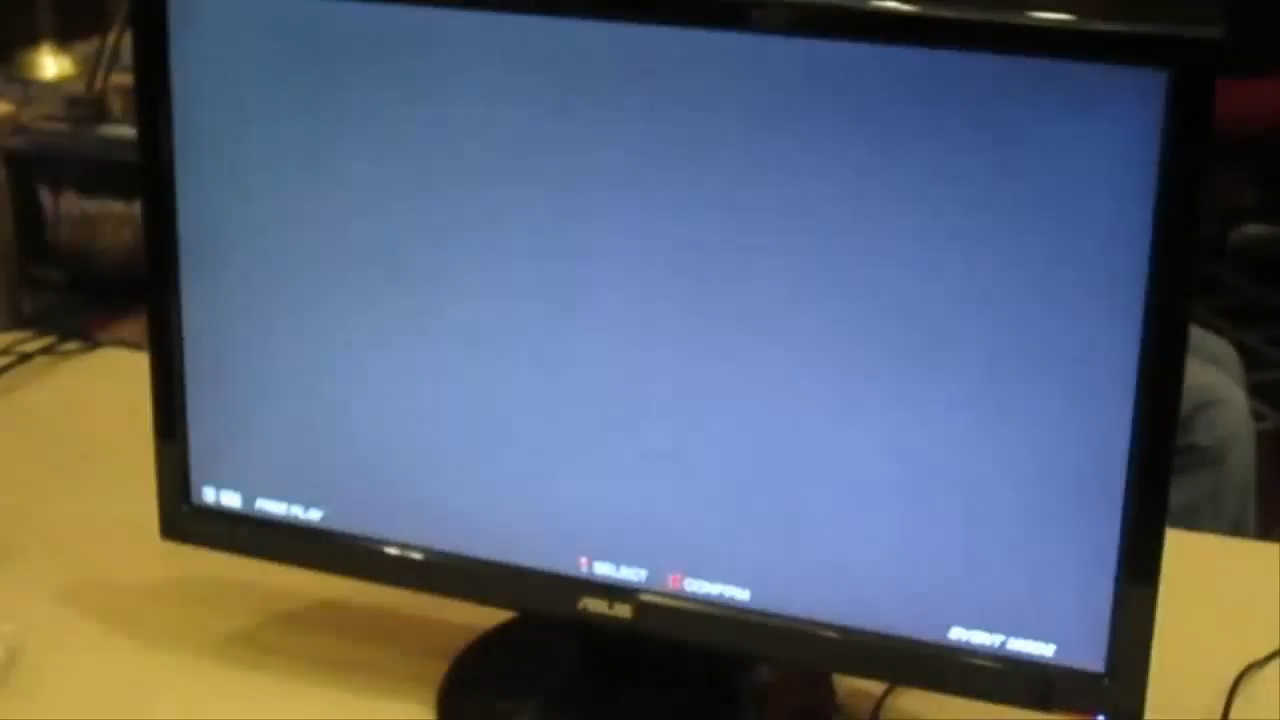 FREE PLAY
SELECT
CONFIRM
ASUS
EVENT MODE